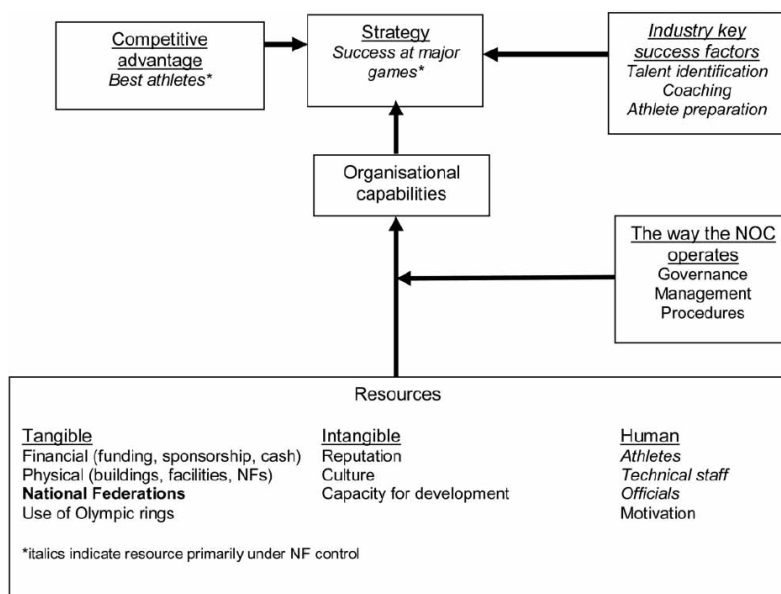 Competitive
advantage
Best athletes*
Strategy
Success at major
games*
Industry key
success factors
Talent identification
Coaching
Athlete preparation
Organisational
capabilities
The way the NOC
operates
Governance
Management
Procedures
Resources
Tangible
Financial (funding, sponsorship, cash)
Physical (buildings, facilities, NFs)
National Federations
Use of Olympic rings
Intangible
Reputation
Culture
Capacity for development
Human
Athletes
Technical staff
Officials
Motivation
*italics indicate resource primarily under NF control